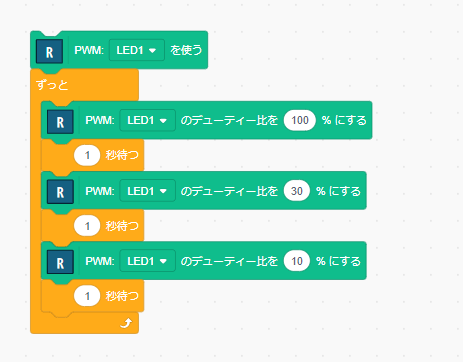 R PWM: LED1 を使う
ずっと
R PWM: LED1 のデューティー比を 100 % にする
1 秒待つ
R PWM: LED1 のデューティー比を 30 % にする
1 秒待つ
R PWM: LED1 のデューティー比を 10 % にする
1 秒待つ